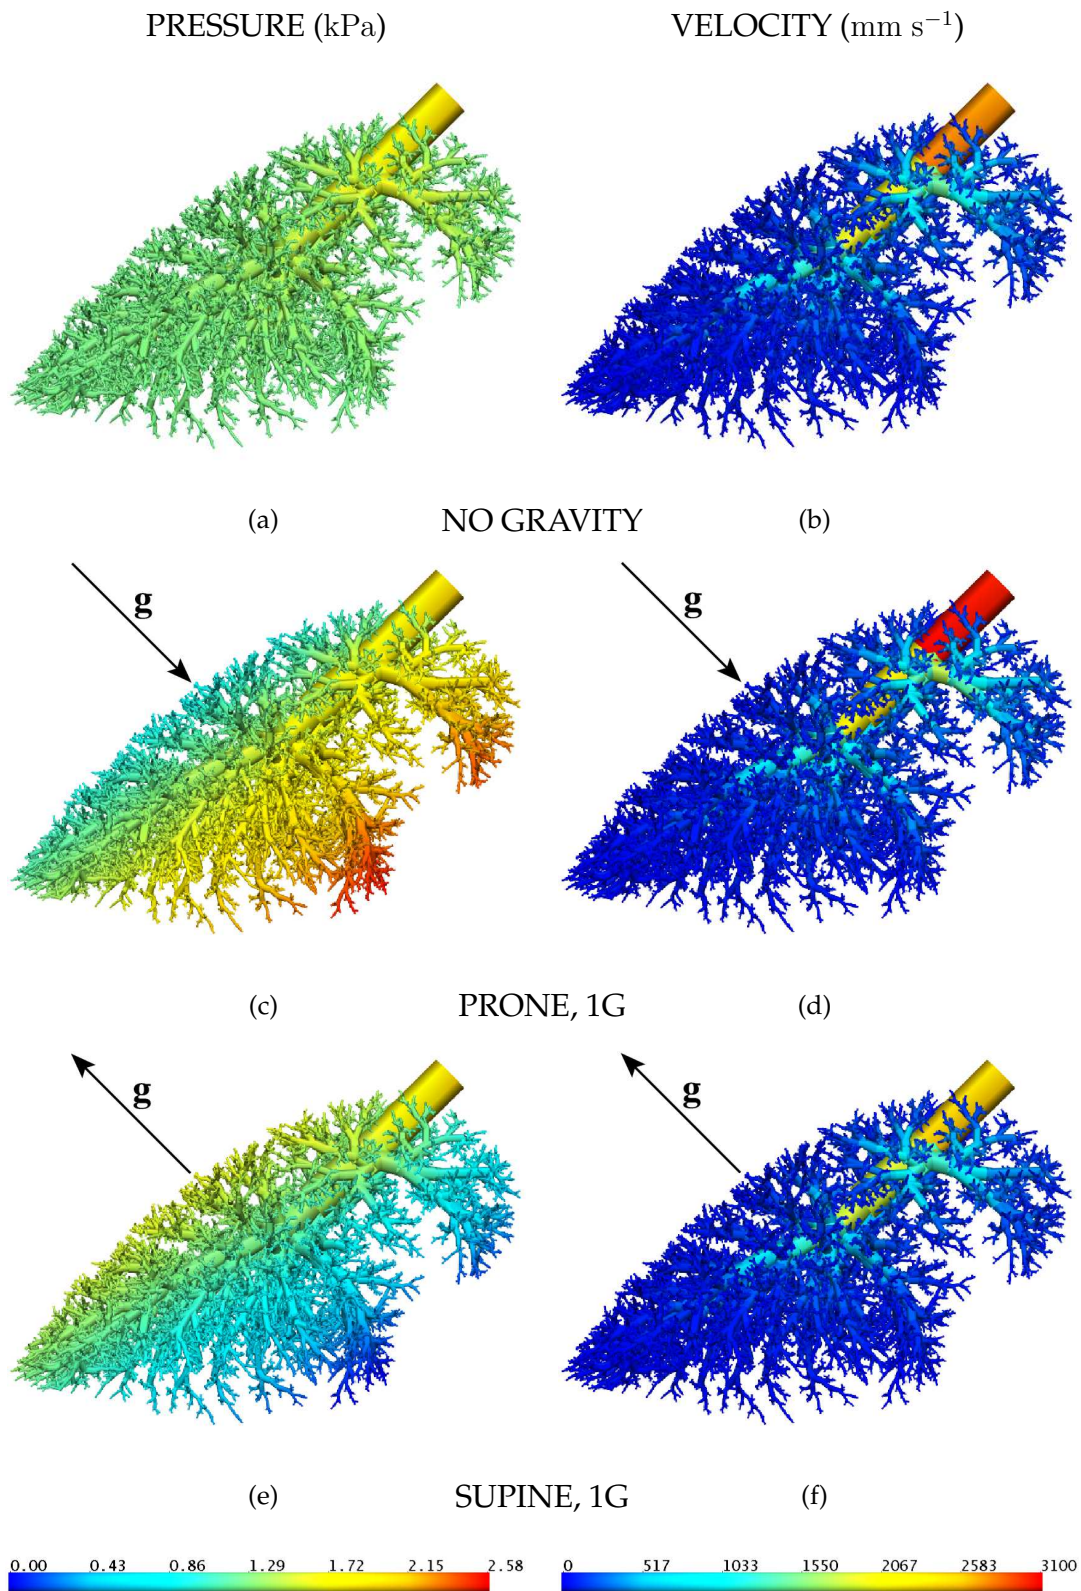 PRESSURE (kPa) VELOCITY (mm s⁻¹)
(a) NO GRAVITY (b)
g g
(c) PRONE, 1G (d)
g g
(e) SUPINE, 1G (f)
0.00 0.43 0.86 1.29 1.72 2.15 2.58 0 517 1033 1550 2067 2583 3100